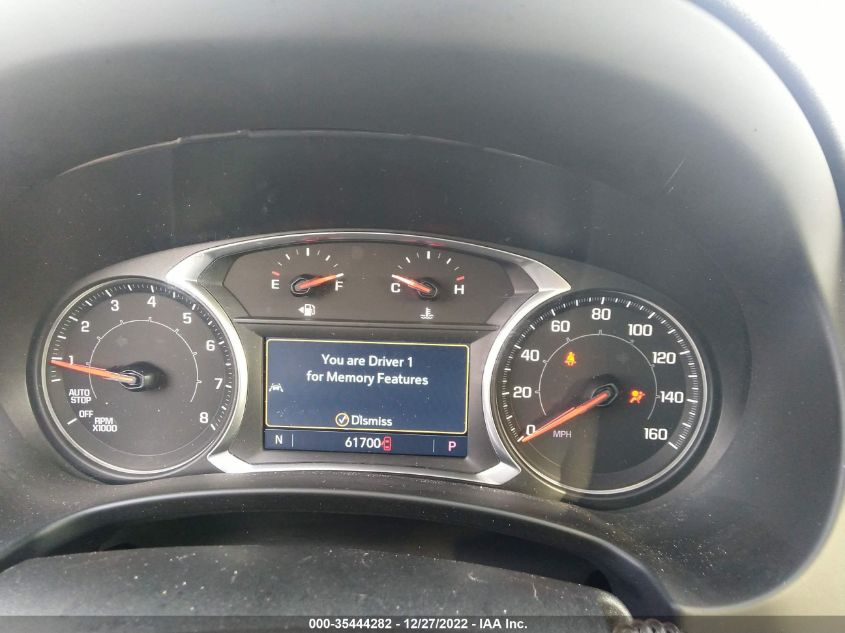 E F C H
1 2 3 4 5 6 7 8
AUTO
STOP
OFF
RPM
X1000
You are Driver 1
for Memory Features
Dismiss
N 61700 P
0 20 40 60 80 100 120 140 160
MPH
000-35444282 - 12/27/2022 - IAA Inc.